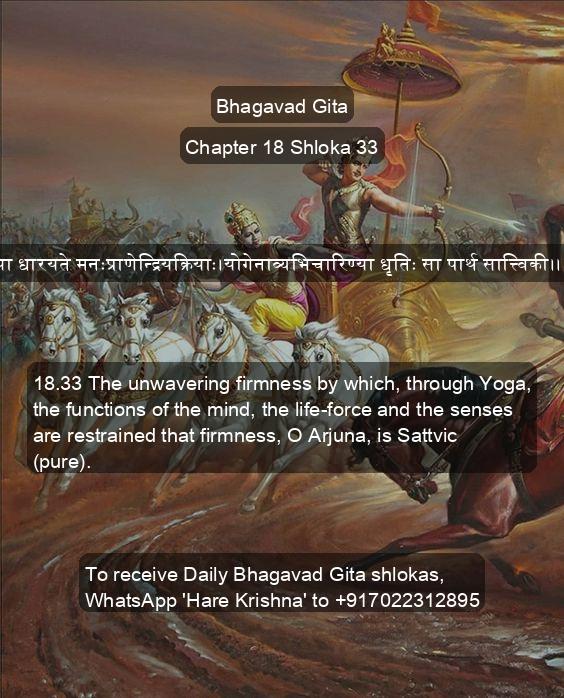 Bhagavad Gita
Chapter 18 Shloka 33
या धारयते मनःप्राणेन्द्रियक्रियाः।योगेनाव्यभिचारिण्या धृतिः सा पार्थ सात्त्विकी।।
18.33 The unwavering firmness by which, through Yoga,
the functions of the mind, the life-force and the senses
are restrained that firmness, O Arjuna, is Sattvic
(pure).
To receive Daily Bhagavad Gita shlokas,
WhatsApp 'Hare Krishna' to +917022312895